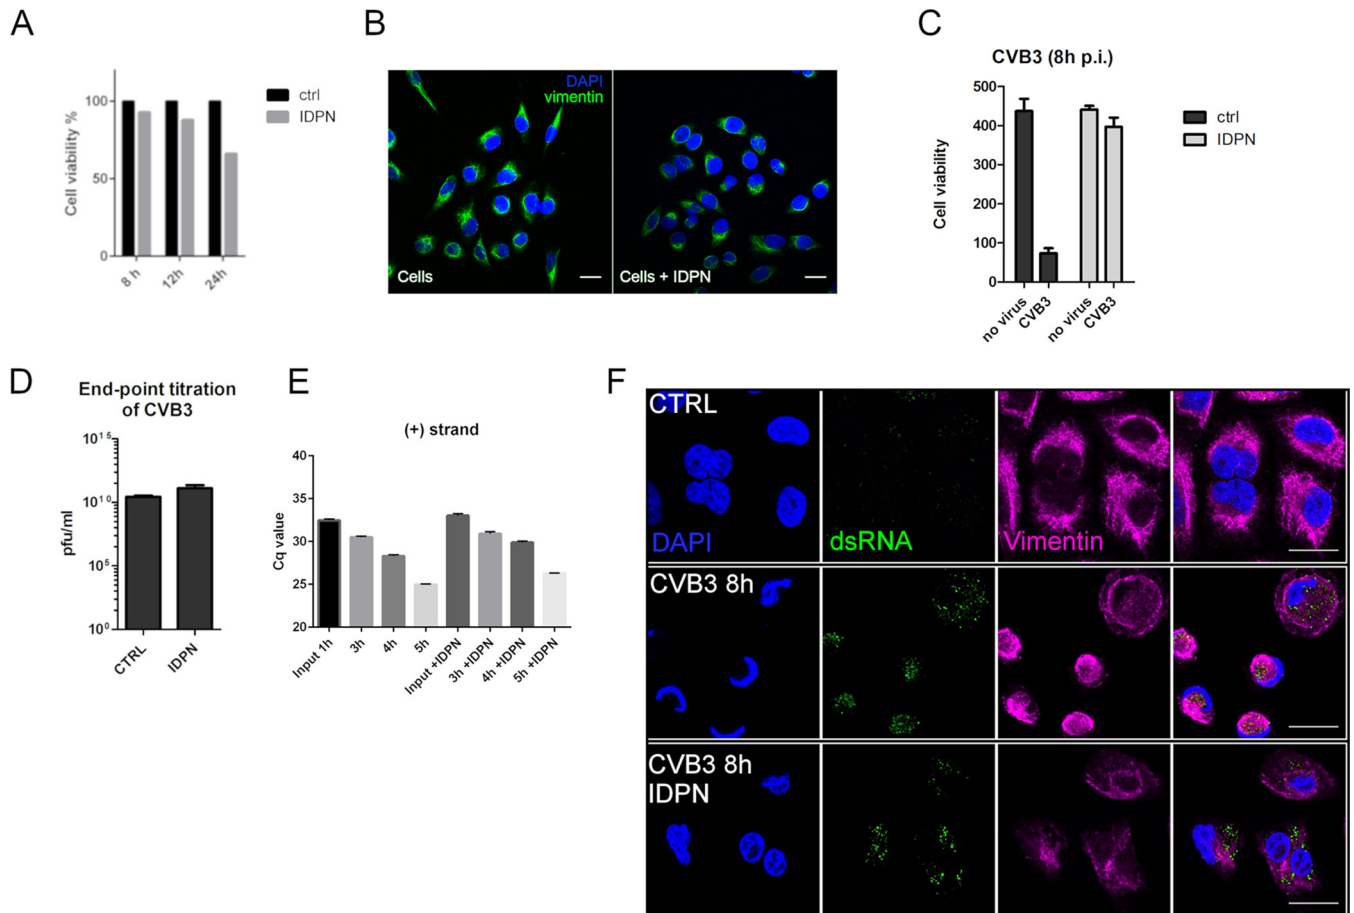 A
Cell viability %
100
50
0
8 h
12h
24h
ctrl
IDPN
B
DAPI
vimentin
Cells
Cells + IDPN
C
CVB3 (8h p.i.)
Cell viability
500
400
300
200
100
0
no virus
CVB3
no virus
CVB3
ctrl
IDPN
D
End-point titration
of CVB3
pfu/ml
10¹⁵
10¹⁰
10⁵
10⁰
CTRL
IDPN
E
(+) strand
Cq value
40
35
30
25
20
Input 1h
3h
4h
5h
Input +IDPN
3h +IDPN
4h +IDPN
5h +IDPN
F
CTRL
DAPI
dsRNA
Vimentin
CVB3 8h
CVB3 8h
IDPN